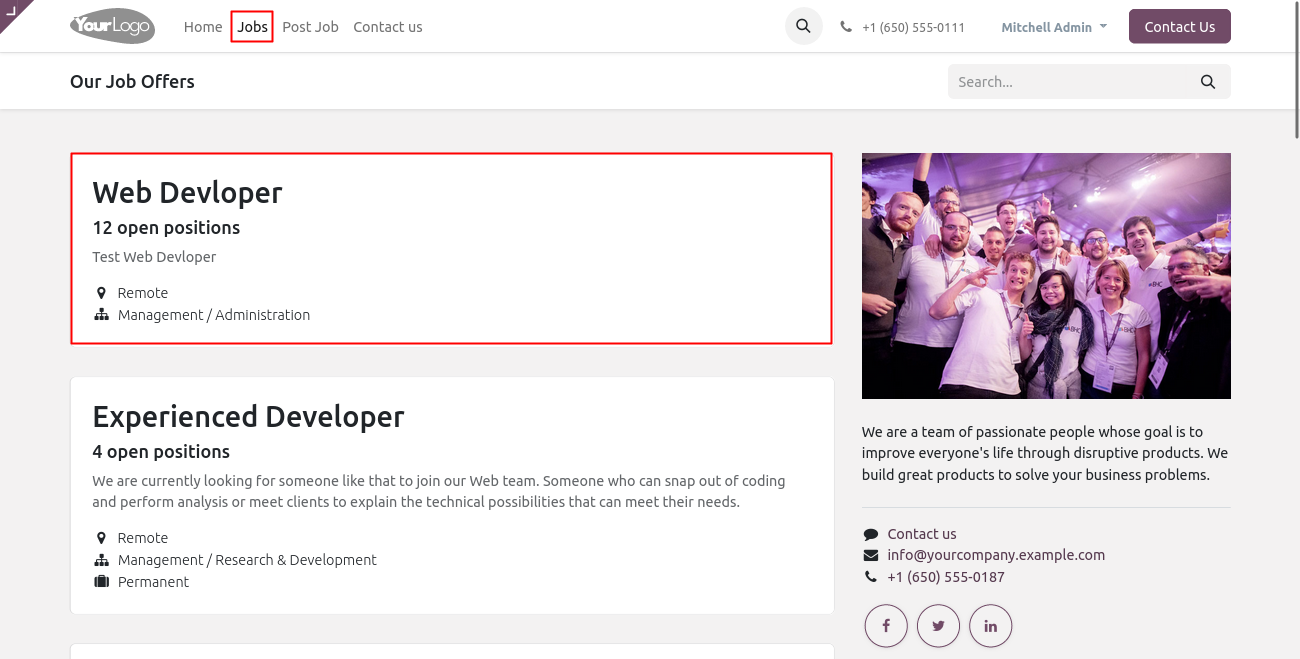 YourLogo
Home Jobs Post Job Contact us
+1 (650) 555-0111
Mitchell Admin
Contact Us
Our Job Offers
Search...
Web Devloper
12 open positions
Test Web Devloper
Remote
Management / Administration
Experienced Developer
4 open positions
We are currently looking for someone like that to join our Web team. Someone who can snap out of coding
and perform analysis or meet clients to explain the technical possibilities that can meet their needs.
Remote
Management / Research & Development
Permanent
We are a team of passionate people whose goal is to
improve everyone's life through disruptive products. We
build great products to solve your business problems.
Contact us
info@yourcompany.example.com
+1 (650) 555-0187